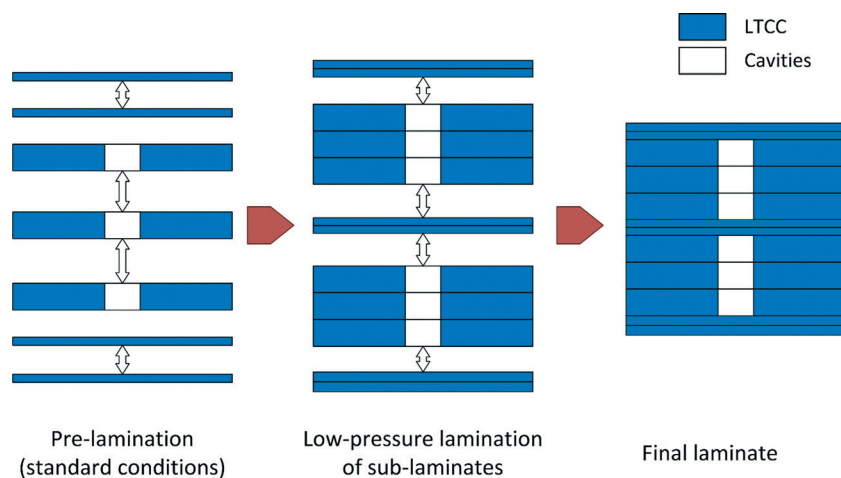 LTCC
Cavities
Pre-lamination
(standard conditions)
Low-pressure lamination
of sub-laminates
Final laminate